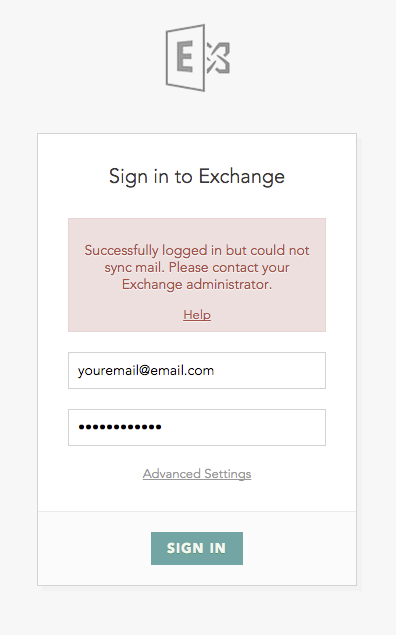 E
Sign in to Exchange
Successfully logged in but could not
sync mail. Please contact your
Exchange administrator.
Help
youremail@email.com
••••••••••••
Advanced Settings
SIGN IN